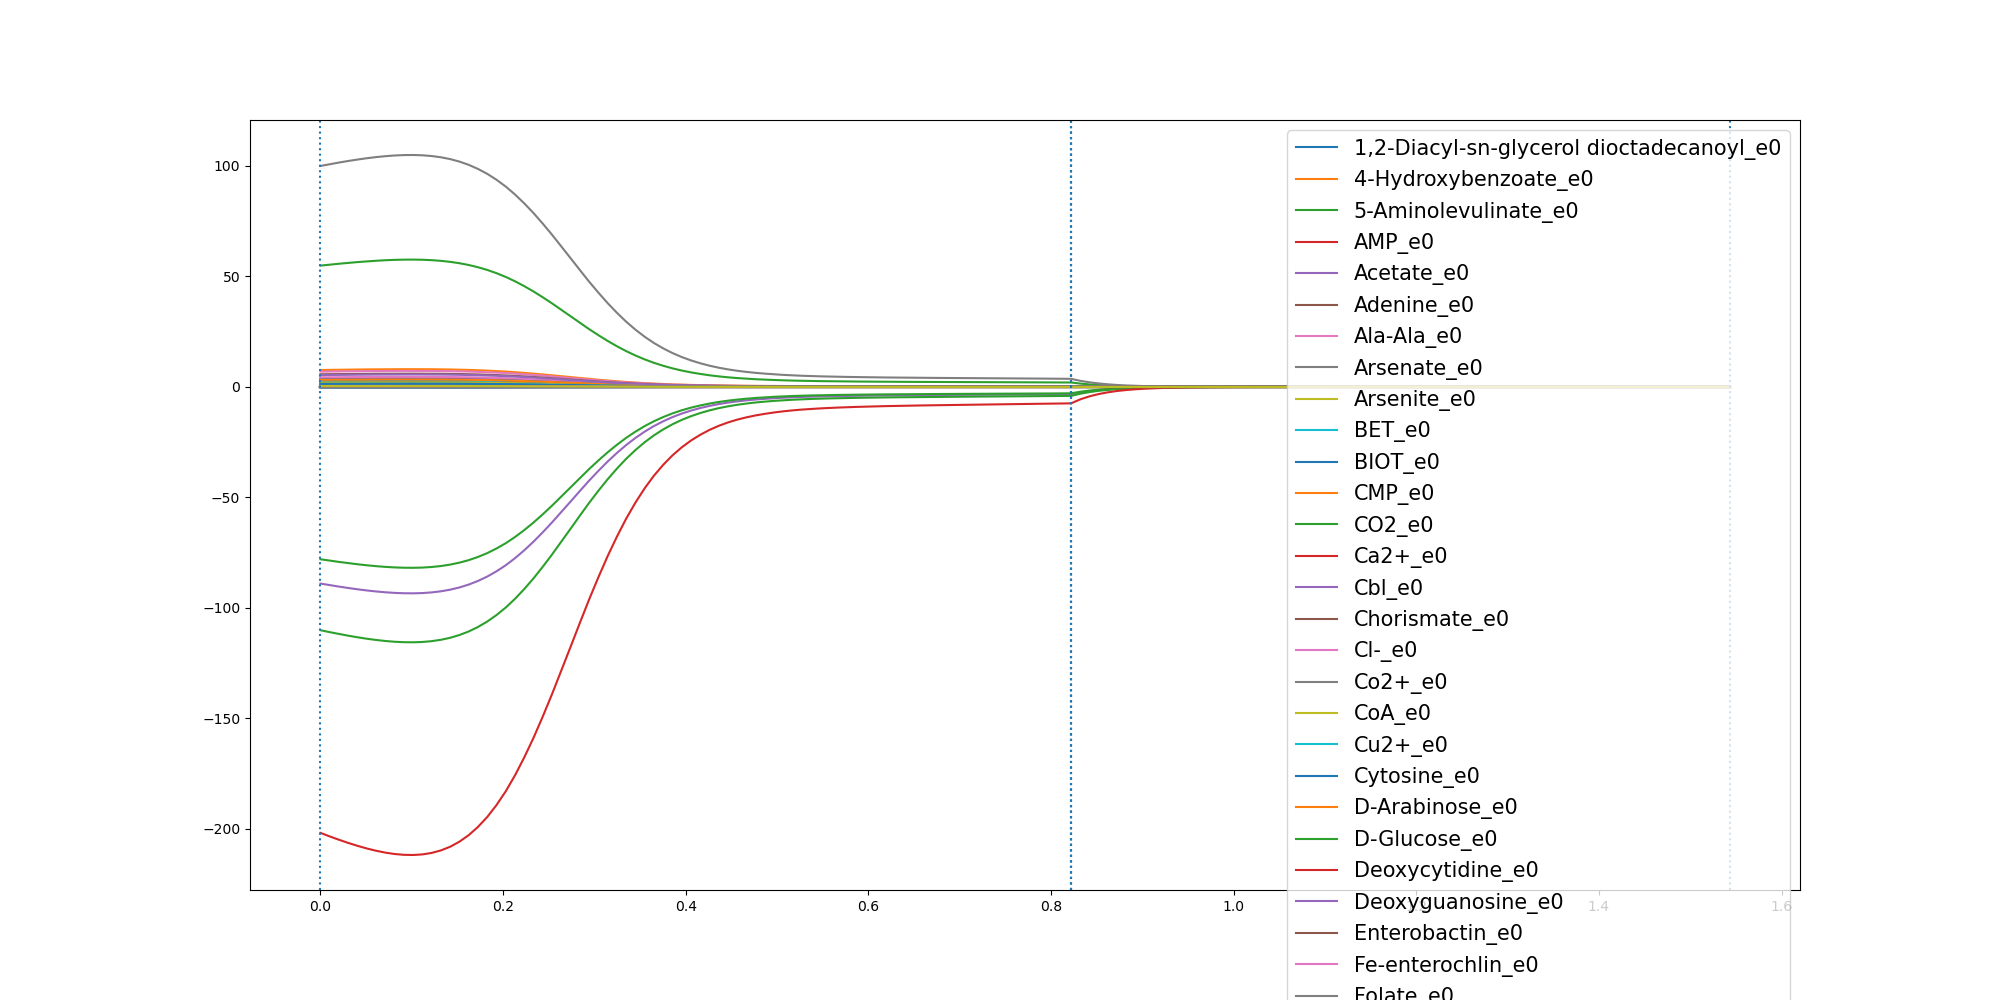 100
50
0
−50
−100
−150
−200
0.0 0.2 0.4 0.6 0.8 1.0 1.4 1.6
1,2-Diacyl-sn-glycerol dioctadecanoyl_e0
4-Hydroxybenzoate_e0
5-Aminolevulinate_e0
AMP_e0
Acetate_e0
Adenine_e0
Ala-Ala_e0
Arsenate_e0
Arsenite_e0
BET_e0
BIOT_e0
CMP_e0
CO2_e0
Ca2+_e0
Cbl_e0
Chorismate_e0
Cl-_e0
Co2+_e0
CoA_e0
Cu2+_e0
Cytosine_e0
D-Arabinose_e0
D-Glucose_e0
Deoxycytidine_e0
Deoxyguanosine_e0
Enterobactin_e0
Fe-enterochlin_e0
Folate_e0